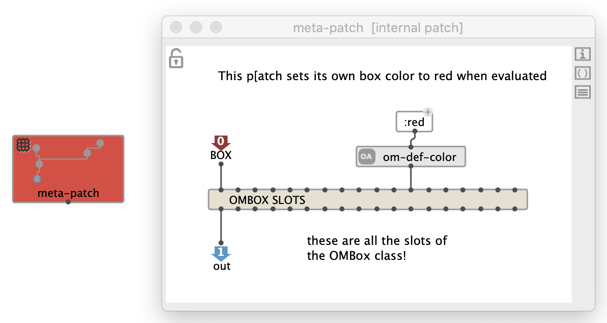 meta-patch [internal patch]
This p[atch sets its own box color to red when evaluated
:red
0
BOX
OA om-def-color
meta-patch
OMBOX SLOTS
these are all the slots of
the OMBox class!
1
out